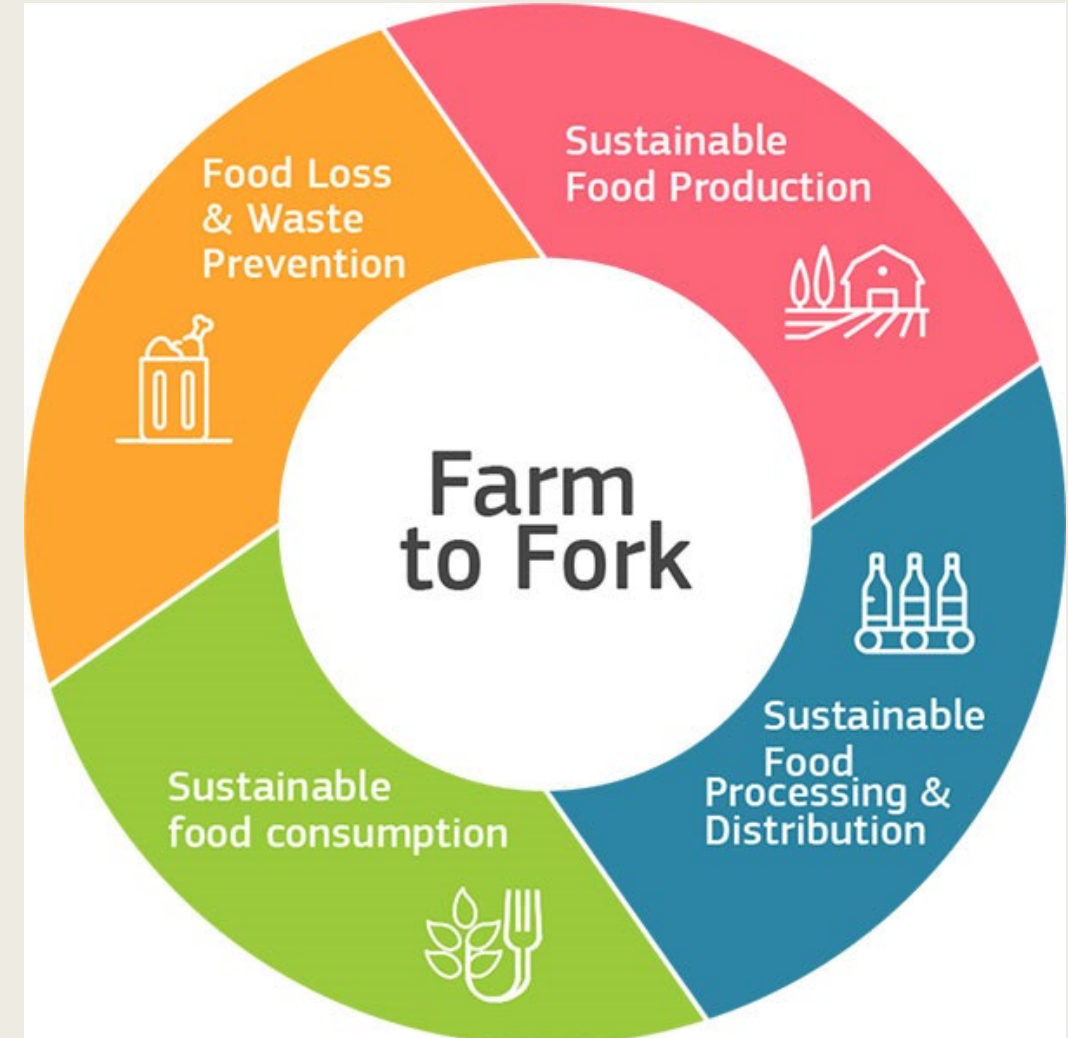 Sustainable
Food Production
Food Loss
& Waste
Prevention
Farm
to Fork
Sustainable
Food
Processing &
Distribution
Sustainable
food consumption